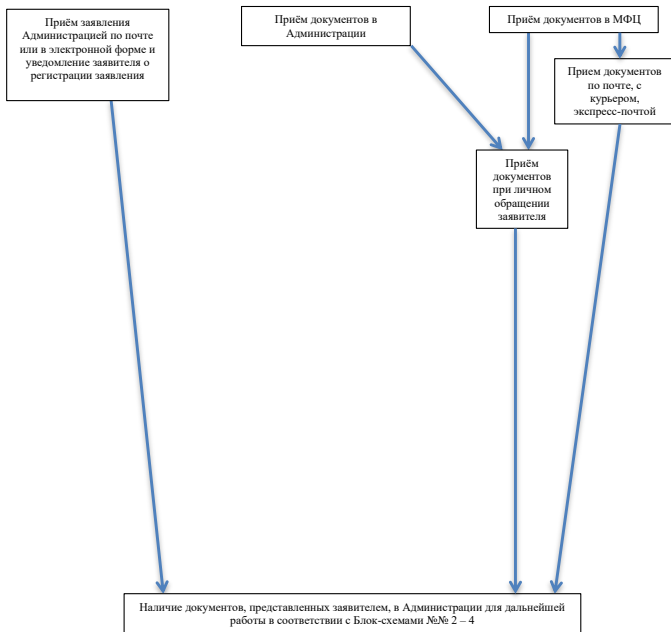 Приём заявления
Администрацией по почте
или в электронной форме и
уведомление заявителя о
регистрации заявления
Приём документов в
Администрации
Приём документов в МФЦ
Прием документов
по почте, с
курьером,
экспресс-почтой
Приём
документов
при личном
обращении
заявителя
Наличие документов, представленных заявителем, в Администрации для дальнейшей
работы в соответствии с Блок-схемами №№ 2 – 4